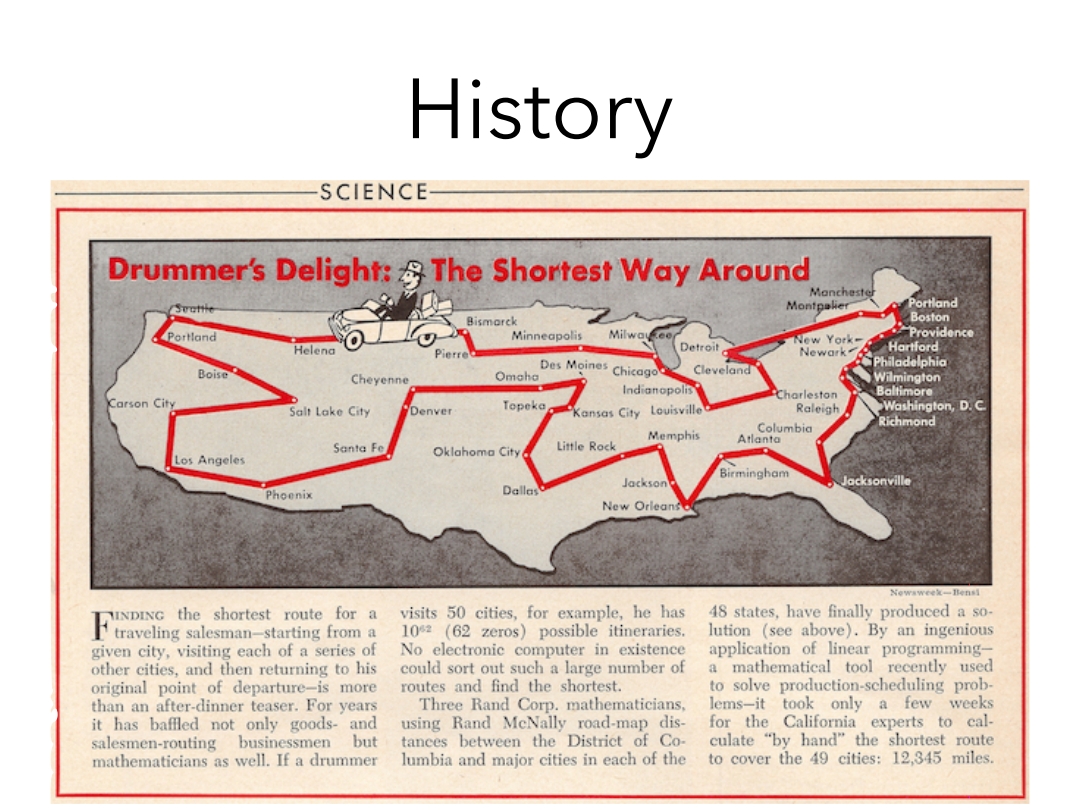 History
SCIENCE
Drummer's Delight: The Shortest Way Around
Manchester
Seattle
Montpelier
Portland
Bismarck
Boston
Portland
Minneapolis
Milwaukee
New York
Providence
Helena
Pierre
Detroit
Newark
Hartford
Des Moines
Chicago
Cleveland
Philadelphia
Boise
Cheyenne
Omaha
Indianapolis
Wilmington
Charleston
Baltimore
Carson City
Salt Lake City
Denver
Topeka
Kansas City
Louisville
Raleigh
Washington, D. C.
Columbia
Richmond
Santa Fe
Oklahoma City
Little Rock
Memphis
Atlanta
Los Angeles
Birmingham
Phoenix
Dallas
Jackson
Jacksonville
New Orleans
Newsweek—Bensi
FINDING the shortest route for a
traveling salesman—starting from a
given city, visiting each of a series of
other cities, and then returning to his
original point of departure—is more
than an after-dinner teaser. For years
it has baffled not only goods- and
salesmen-routing businessmen but
mathematicians as well. If a drummer
visits 50 cities, for example, he has
10⁶² (62 zeros) possible itineraries.
No electronic computer in existence
could sort out such a large number of
routes and find the shortest.
Three Rand Corp. mathematicians,
using Rand McNally road-map dis-
tances between the District of Co-
lumbia and major cities in each of the
48 states, have finally produced a so-
lution (see above). By an ingenious
application of linear programming—
a mathematical tool recently used
to solve production-scheduling prob-
lems—it took only a few weeks
for the California experts to cal-
culate "by hand" the shortest route
to cover the 49 cities: 12,345 miles.